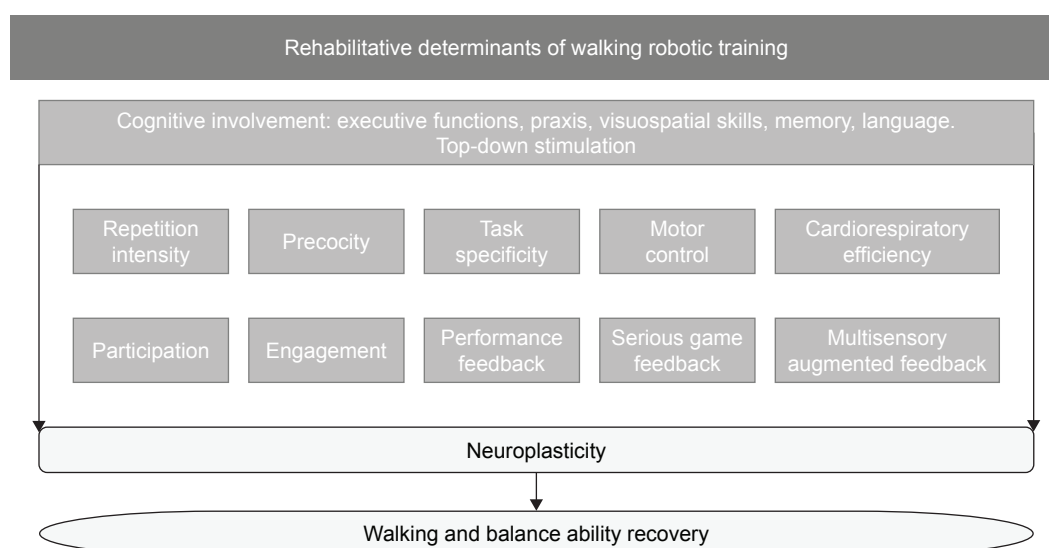 Rehabilitative determinants of walking robotic training
Cognitive involvement: executive functions, praxis, visuospatial skills, memory, language.
Top-down stimulation
Repetition
intensity
Precocity
Task
specificity
Motor
control
Cardiorespiratory
efficiency
Participation
Engagement
Performance
feedback
Serious game
feedback
Multisensory
augmented feedback
Neuroplasticity
Walking and balance ability recovery